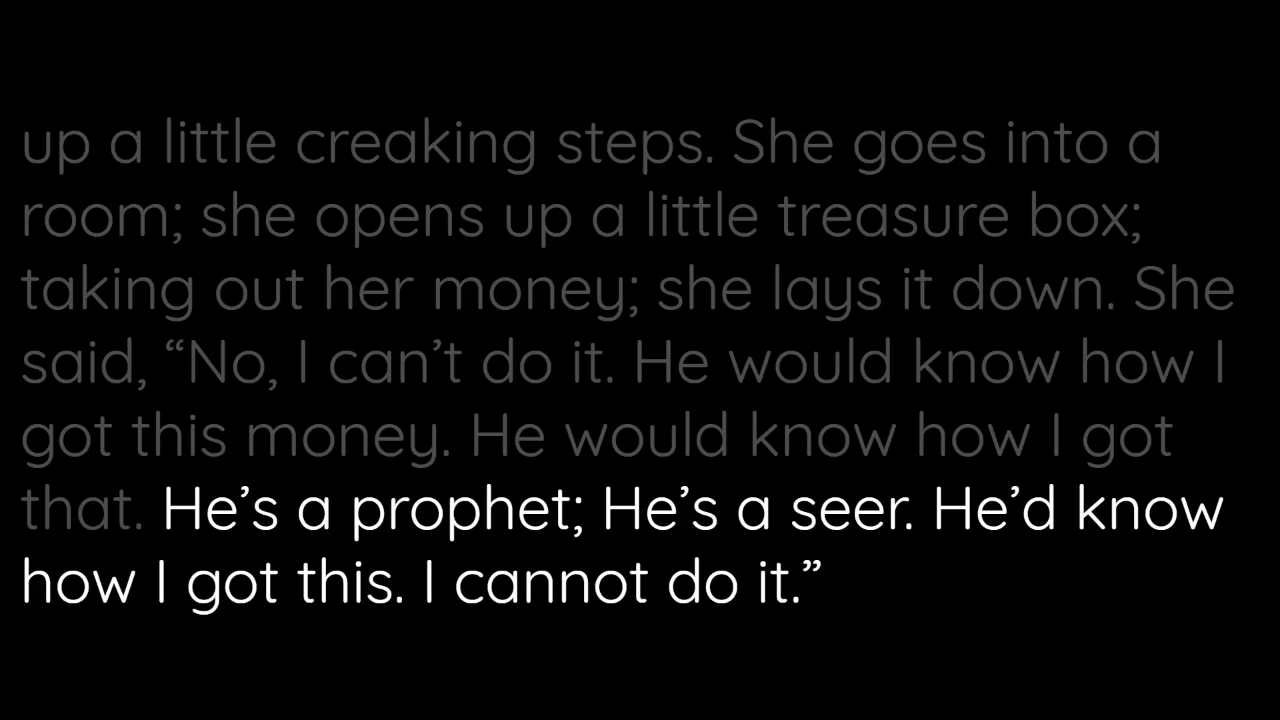 up a little creaking steps. She goes into a
room; she opens up a little treasure box;
taking out her money; she lays it down. She
said, “No, I can’t do it. He would know how I
got this money. He would know how I got
that. He’s a prophet; He’s a seer. He’d know
how I got this. I cannot do it.”